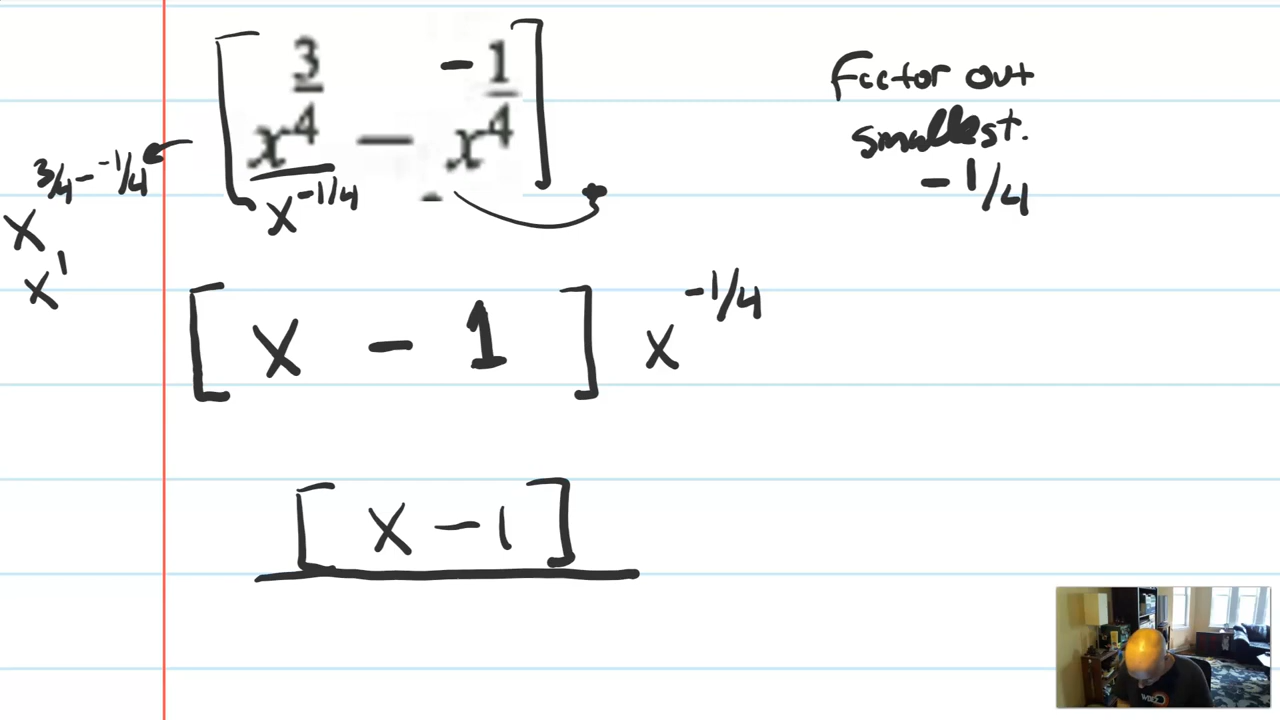 [ x^{3/4} - x^{-1/4} ]
x^{-1/4}
x^{3/4 - -1/4}
x^1
Factor out
smallest.
-1/4
[ x - 1 ] x^{-1/4}
[ x - 1 ]